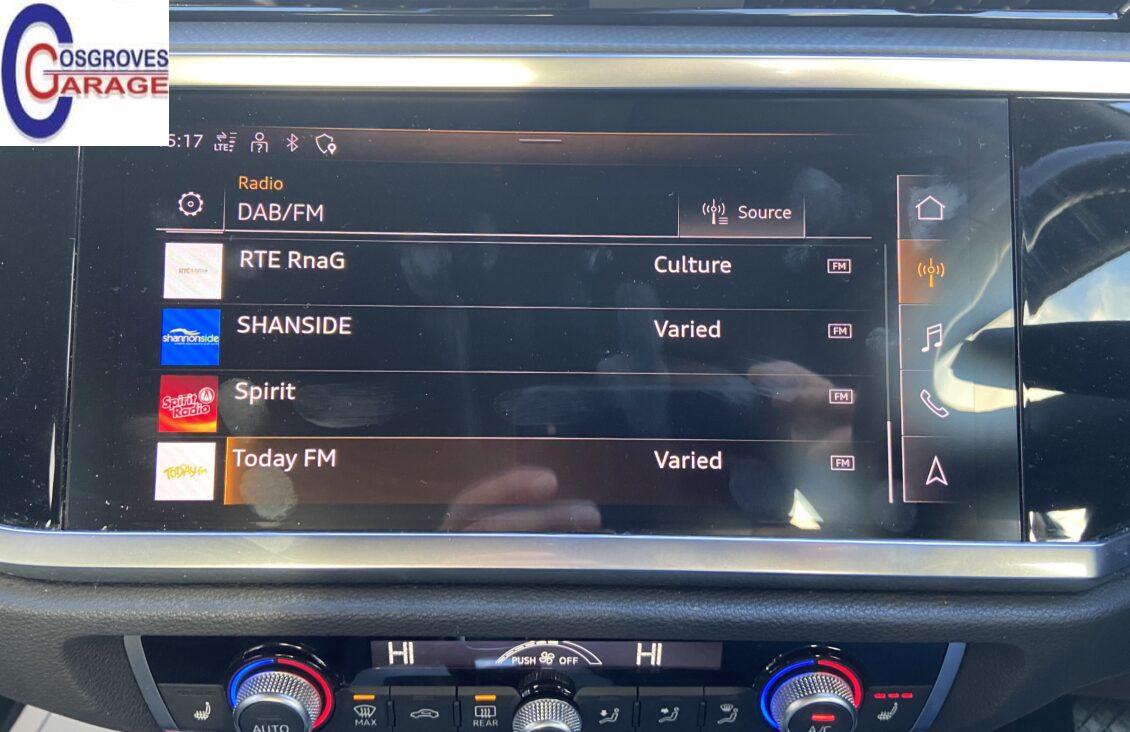 COSGROVES
GARAGE
5:17
LTE
Radio
DAB/FM
Source
RTE RnaG
Culture
FM
SHANSIDE
Varied
FM
shannonside
Spirit
FM
Spirit
Radio
Today FM
Varied
FM
TODAY fm
HI
PUSH OFF
HI
AUTO
MAX
REAR
A/C